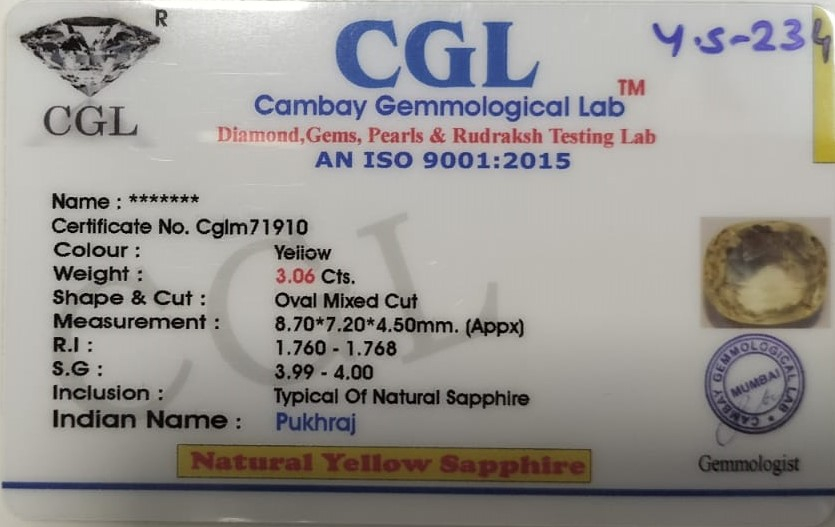 R
CGL
CGL
Cambay Gemmological Lab™
Diamond,Gems, Pearls & Rudraksh Testing Lab
AN ISO 9001:2015
Y.S-234
Name : *******
Certificate No. Cglm71910
Colour : Yellow
Weight : 3.06 Cts.
Shape & Cut : Oval Mixed Cut
Measurement : 8.70*7.20*4.50mm. (Appx)
R.I : 1.760 - 1.768
S.G : 3.99 - 4.00
Inclusion : Typical Of Natural Sapphire
Indian Name : Pukhraj
Natural Yellow Sapphire
CGL
CAMBAY GEMMOLOGICAL LAB
MUMBAI
Gemmologist